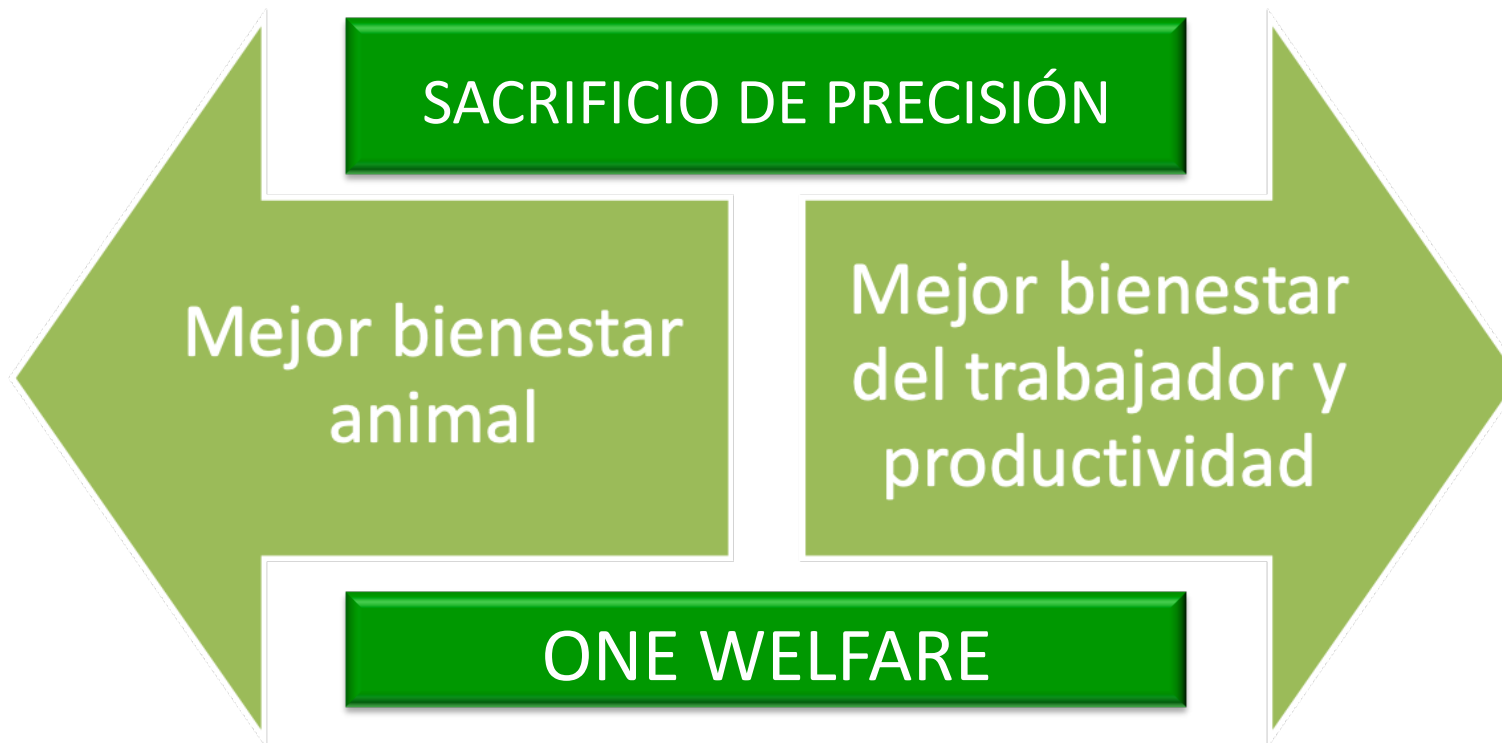 SACRIFICIO DE PRECISIÓN
Mejor bienestar
animal
Mejor bienestar
del trabajador y
productividad
ONE WELFARE